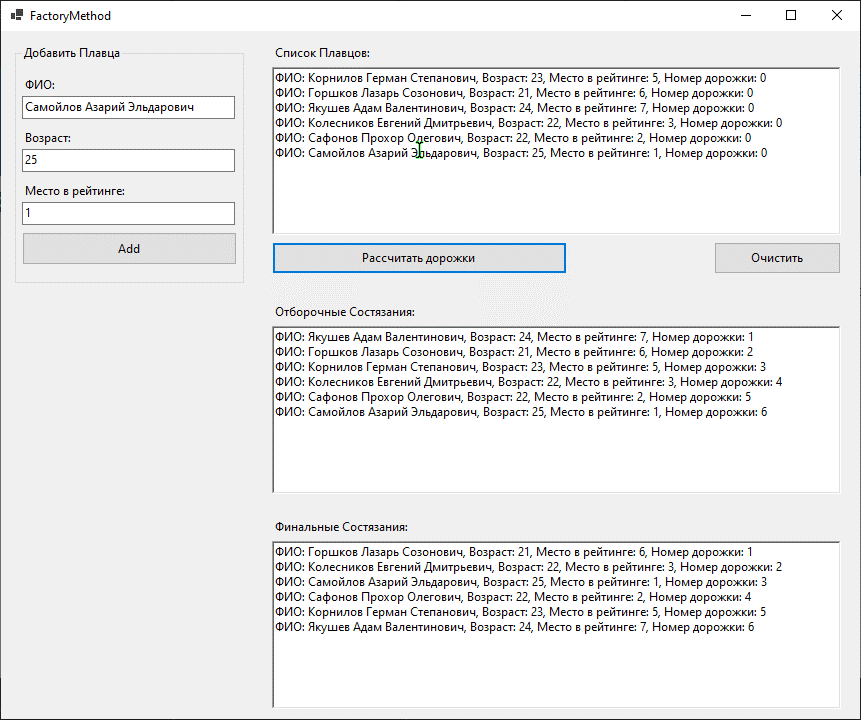 FactoryMethod
Добавить Плавца
ФИО:
Самойлов Азарий Эльдарович
Возраст:
25
Место в рейтинге:
1
Add
Список Плавцов:
ФИО: Корнилов Герман Степанович, Возраст: 23, Место в рейтинге: 5, Номер дорожки: 0
ФИО: Горшков Лазарь Созонович, Возраст: 21, Место в рейтинге: 6, Номер дорожки: 0
ФИО: Якушев Адам Валентинович, Возраст: 24, Место в рейтинге: 7, Номер дорожки: 0
ФИО: Колесников Евгений Дмитрьевич, Возраст: 22, Место в рейтинге: 3, Номер дорожки: 0
ФИО: Сафонов Прохор Олегович, Возраст: 22, Место в рейтинге: 2, Номер дорожки: 0
ФИО: Самойлов Азарий Эльдарович, Возраст: 25, Место в рейтинге: 1, Номер дорожки: 0
Рассчитать дорожки
Очистить
Отборочные Состязания:
ФИО: Якушев Адам Валентинович, Возраст: 24, Место в рейтинге: 7, Номер дорожки: 1
ФИО: Горшков Лазарь Созонович, Возраст: 21, Место в рейтинге: 6, Номер дорожки: 2
ФИО: Корнилов Герман Степанович, Возраст: 23, Место в рейтинге: 5, Номер дорожки: 3
ФИО: Колесников Евгений Дмитрьевич, Возраст: 22, Место в рейтинге: 3, Номер дорожки: 4
ФИО: Сафонов Прохор Олегович, Возраст: 22, Место в рейтинге: 2, Номер дорожки: 5
ФИО: Самойлов Азарий Эльдарович, Возраст: 25, Место в рейтинге: 1, Номер дорожки: 6
Финальные Состязания:
ФИО: Горшков Лазарь Созонович, Возраст: 21, Место в рейтинге: 6, Номер дорожки: 1
ФИО: Колесников Евгений Дмитрьевич, Возраст: 22, Место в рейтинге: 3, Номер дорожки: 2
ФИО: Самойлов Азарий Эльдарович, Возраст: 25, Место в рейтинге: 1, Номер дорожки: 3
ФИО: Сафонов Прохор Олегович, Возраст: 22, Место в рейтинге: 2, Номер дорожки: 4
ФИО: Корнилов Герман Степанович, Возраст: 23, Место в рейтинге: 5, Номер дорожки: 5
ФИО: Якушев Адам Валентинович, Возраст: 24, Место в рейтинге: 7, Номер дорожки: 6